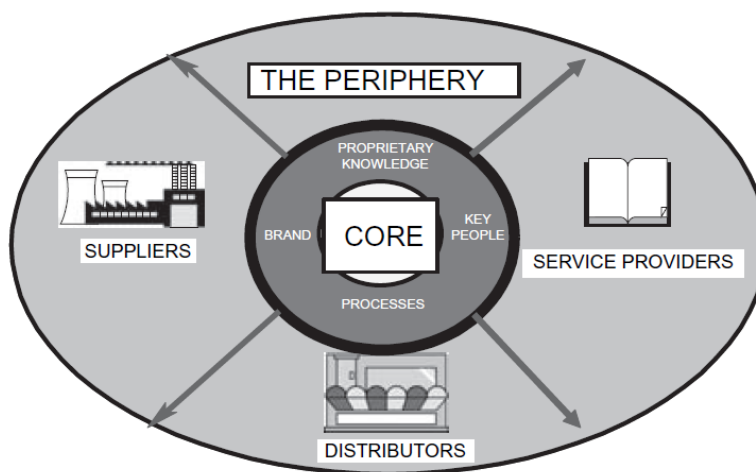 THE PERIPHERY
PROPRIETARY
KNOWLEDGE
BRAND
CORE
KEY
PEOPLE
PROCESSES
SUPPLIERS
SERVICE PROVIDERS
DISTRIBUTORS